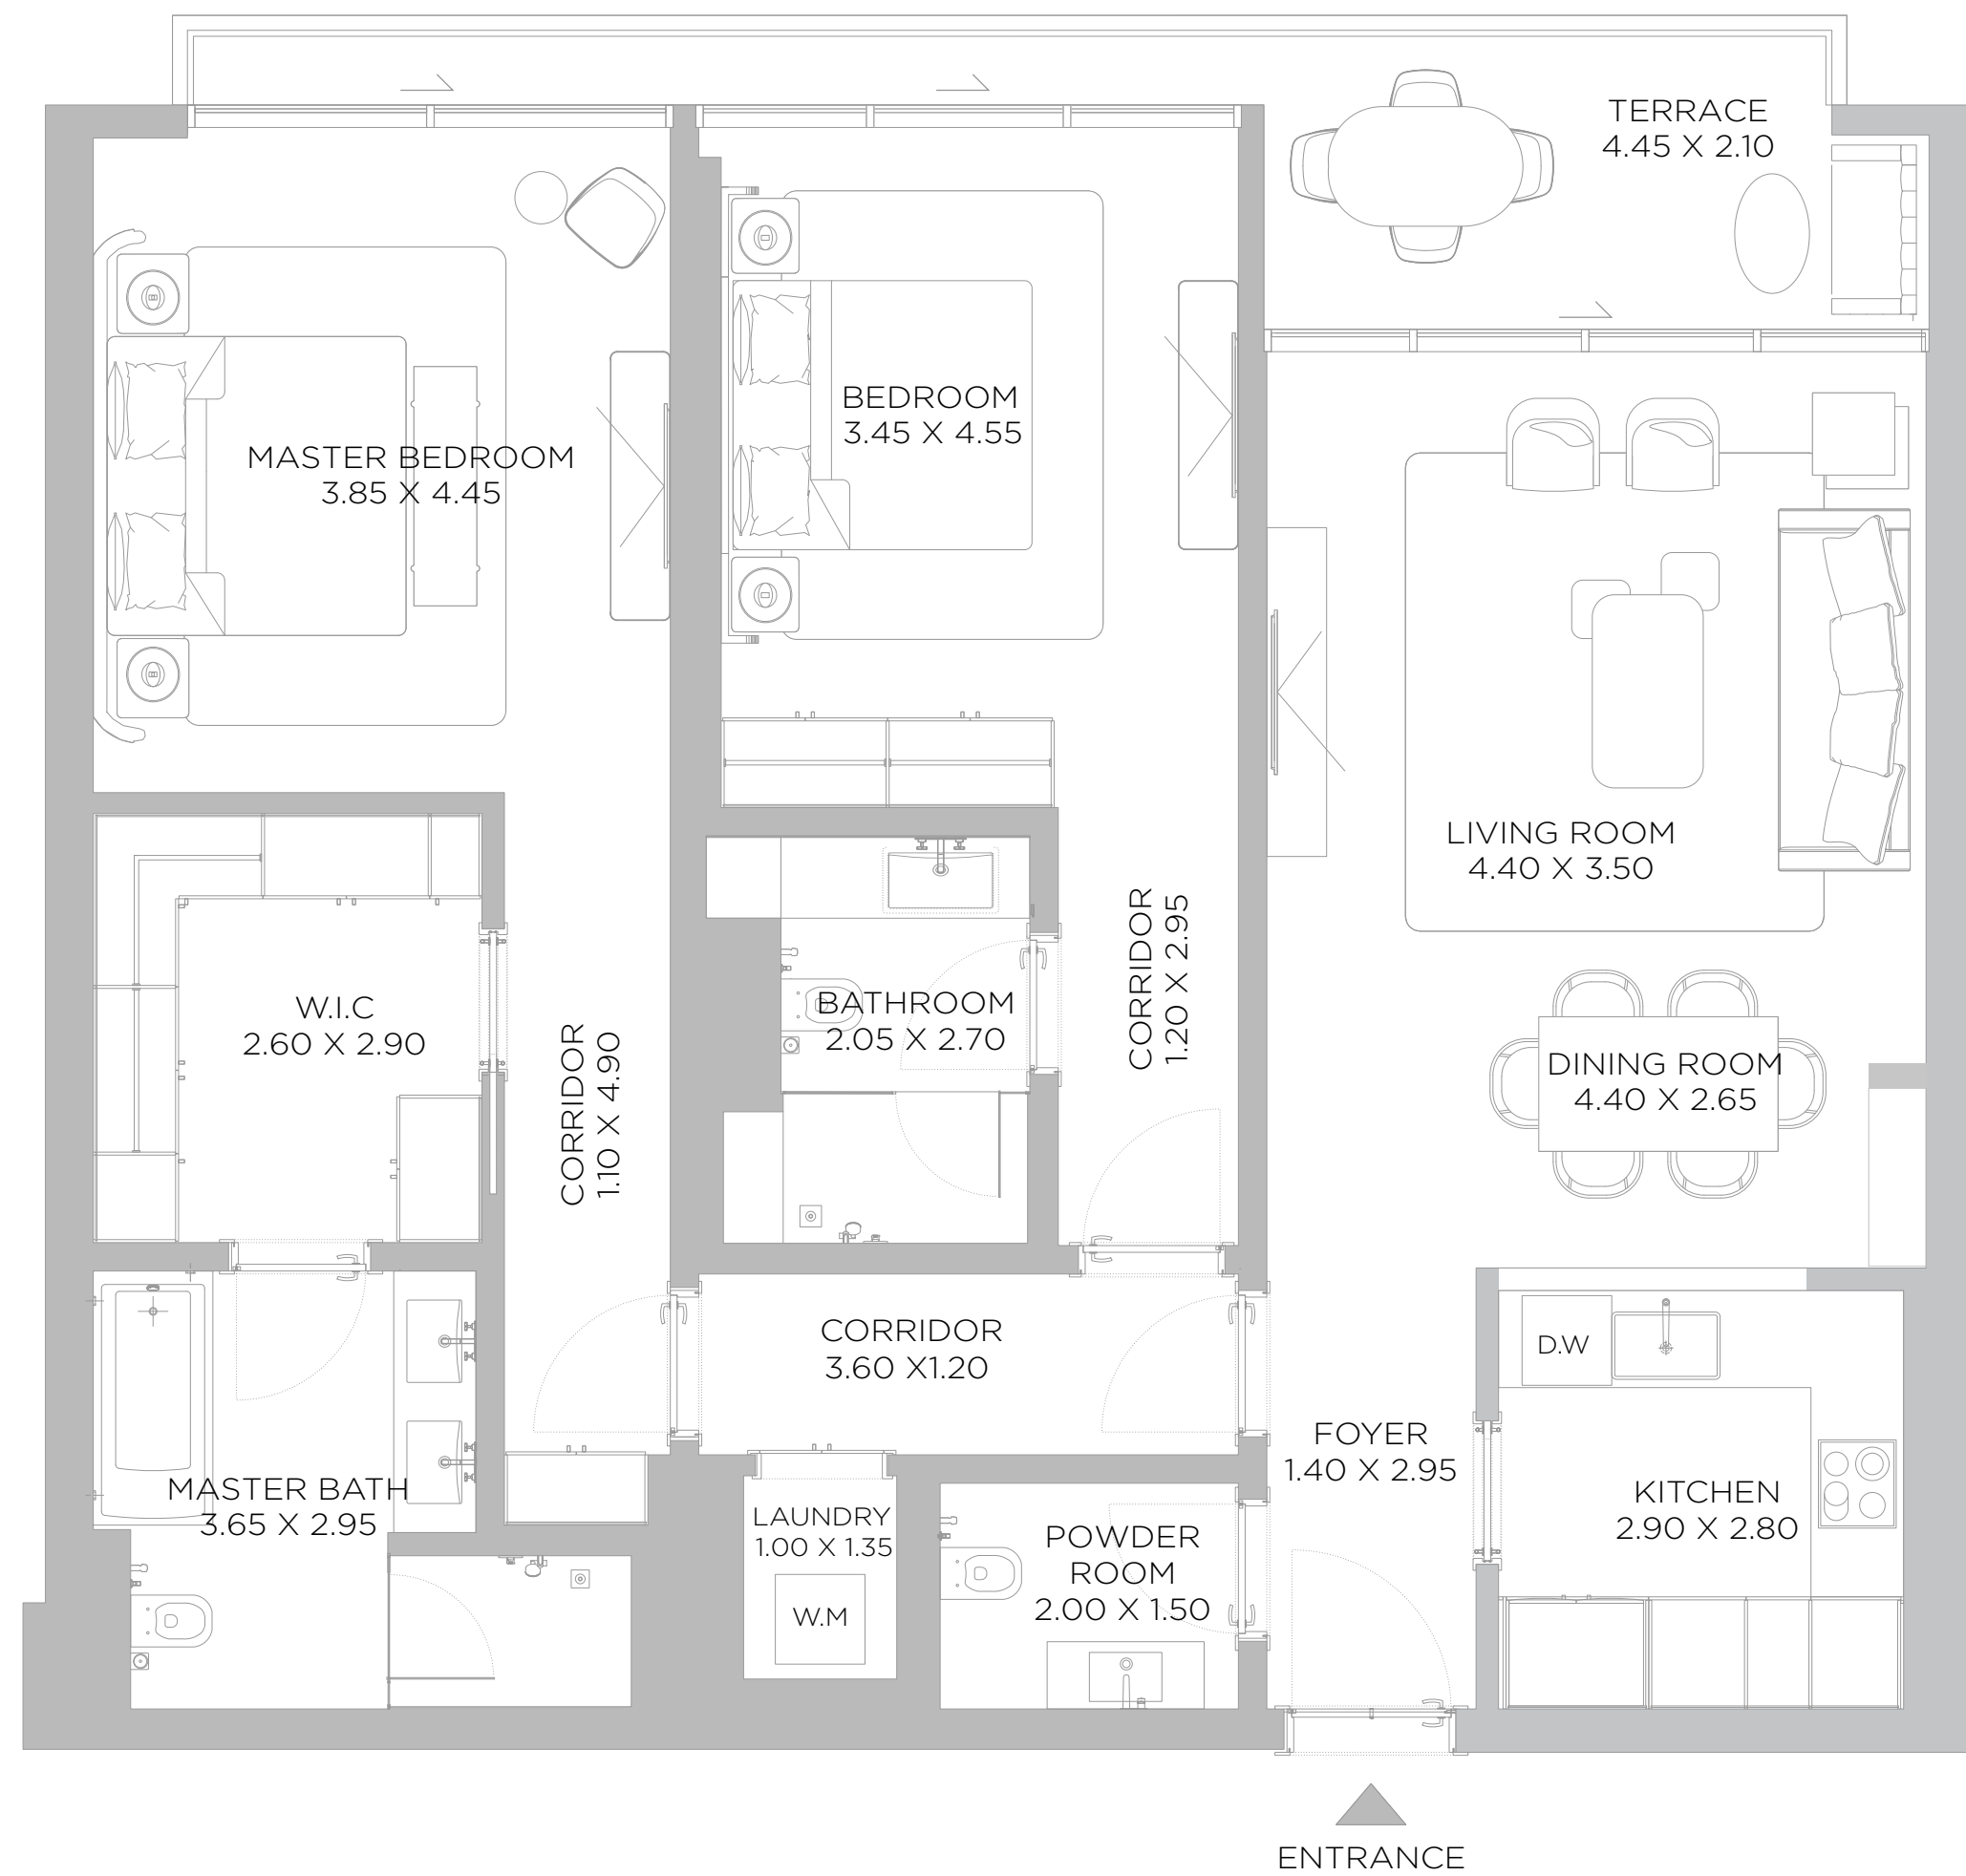 TERRACE
4.45 X 2.10
BEDROOM
3.45 X 4.55
MASTER BEDROOM
3.85 X 4.45
LIVING ROOM
4.40 X 3.50
W.I.C
2.60 X 2.90
CORRIDOR
1.10 X 4.90
BATHROOM
2.05 X 2.70
CORRIDOR
1.20 X 2.95
DINING ROOM
4.40 X 2.65
CORRIDOR
3.60 X1.20
D.W
FOYER
1.40 X 2.95
MASTER BATH
3.65 X 2.95
LAUNDRY
1.00 X 1.35
W.M
POWDER
ROOM
2.00 X 1.50
KITCHEN
2.90 X 2.80
ENTRANCE